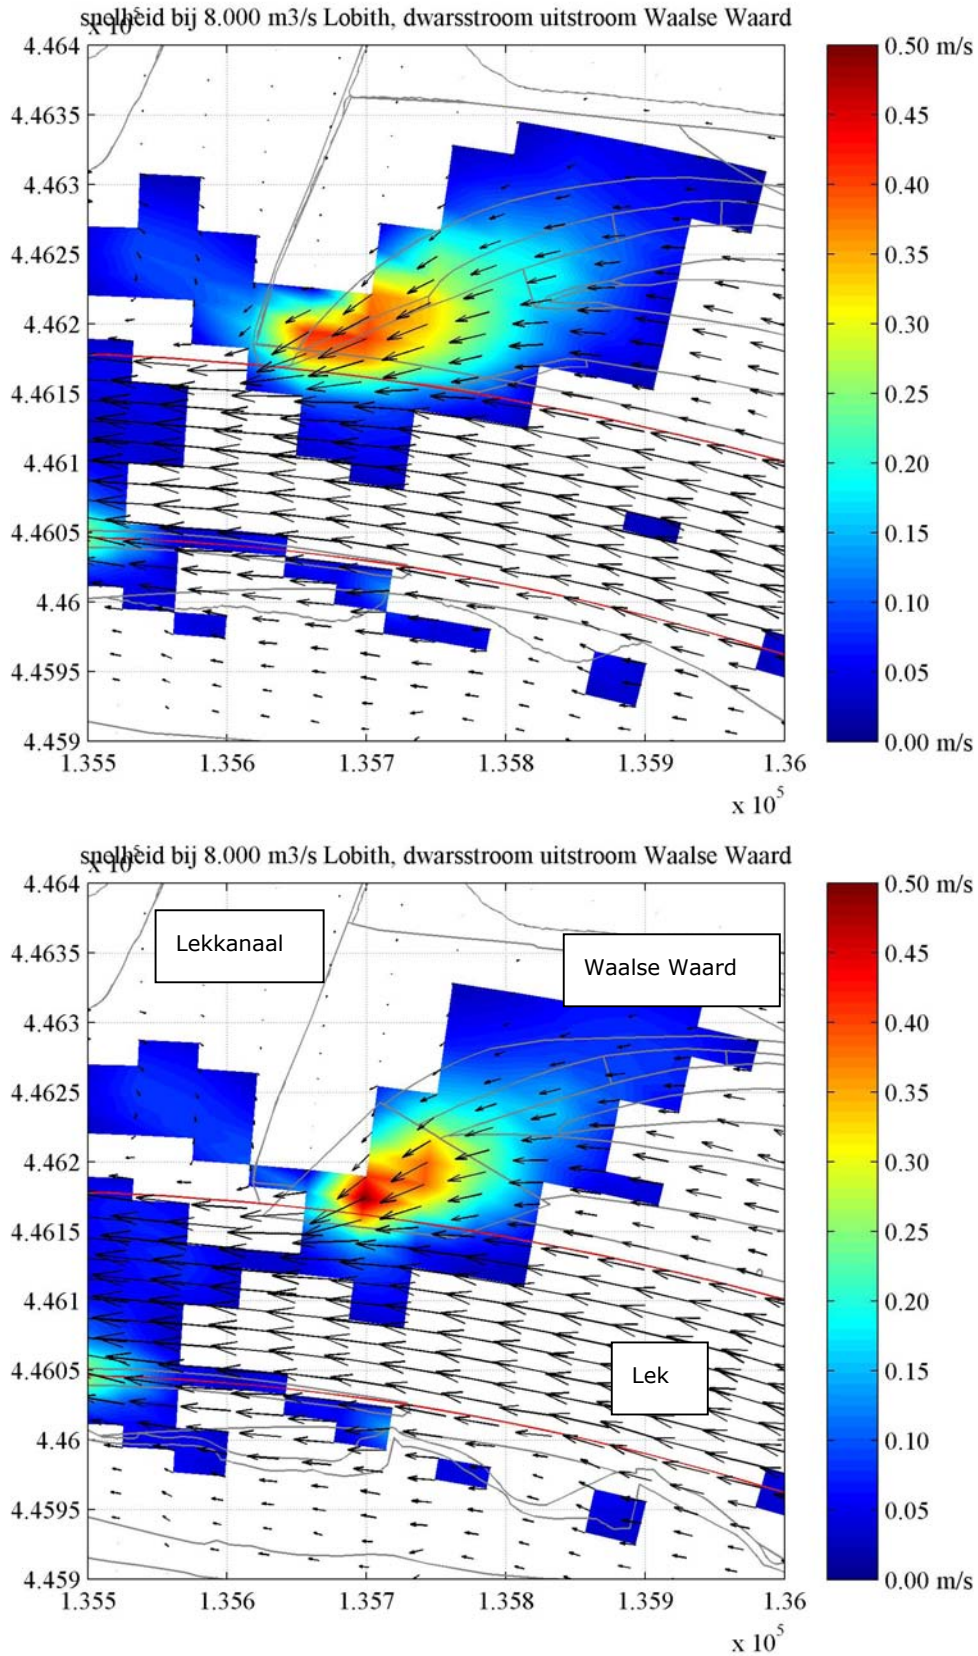 snelheid bij 8.000 m3/s Lobith, dwarsstroom uitstroom Waalse Waard
x 10^5
4.464
4.4635
4.463
4.4625
4.462
4.4615
4.461
4.4605
4.46
4.4595
4.459
1.355 1.356 1.357 1.358 1.359 1.36
x 10^5
0.50 m/s
0.45
0.40
0.35
0.30
0.25
0.20
0.15
0.10
0.05
0.00 m/s
snelheid bij 8.000 m3/s Lobith, dwarsstroom uitstroom Waalse Waard
x 10^5
4.464
4.4635
4.463
4.4625
4.462
4.4615
4.461
4.4605
4.46
4.4595
4.459
Lekkanaal
Waalse Waard
Lek
1.355 1.356 1.357 1.358 1.359 1.36
x 10^5
0.50 m/s
0.45
0.40
0.35
0.30
0.25
0.20
0.15
0.10
0.05
0.00 m/s